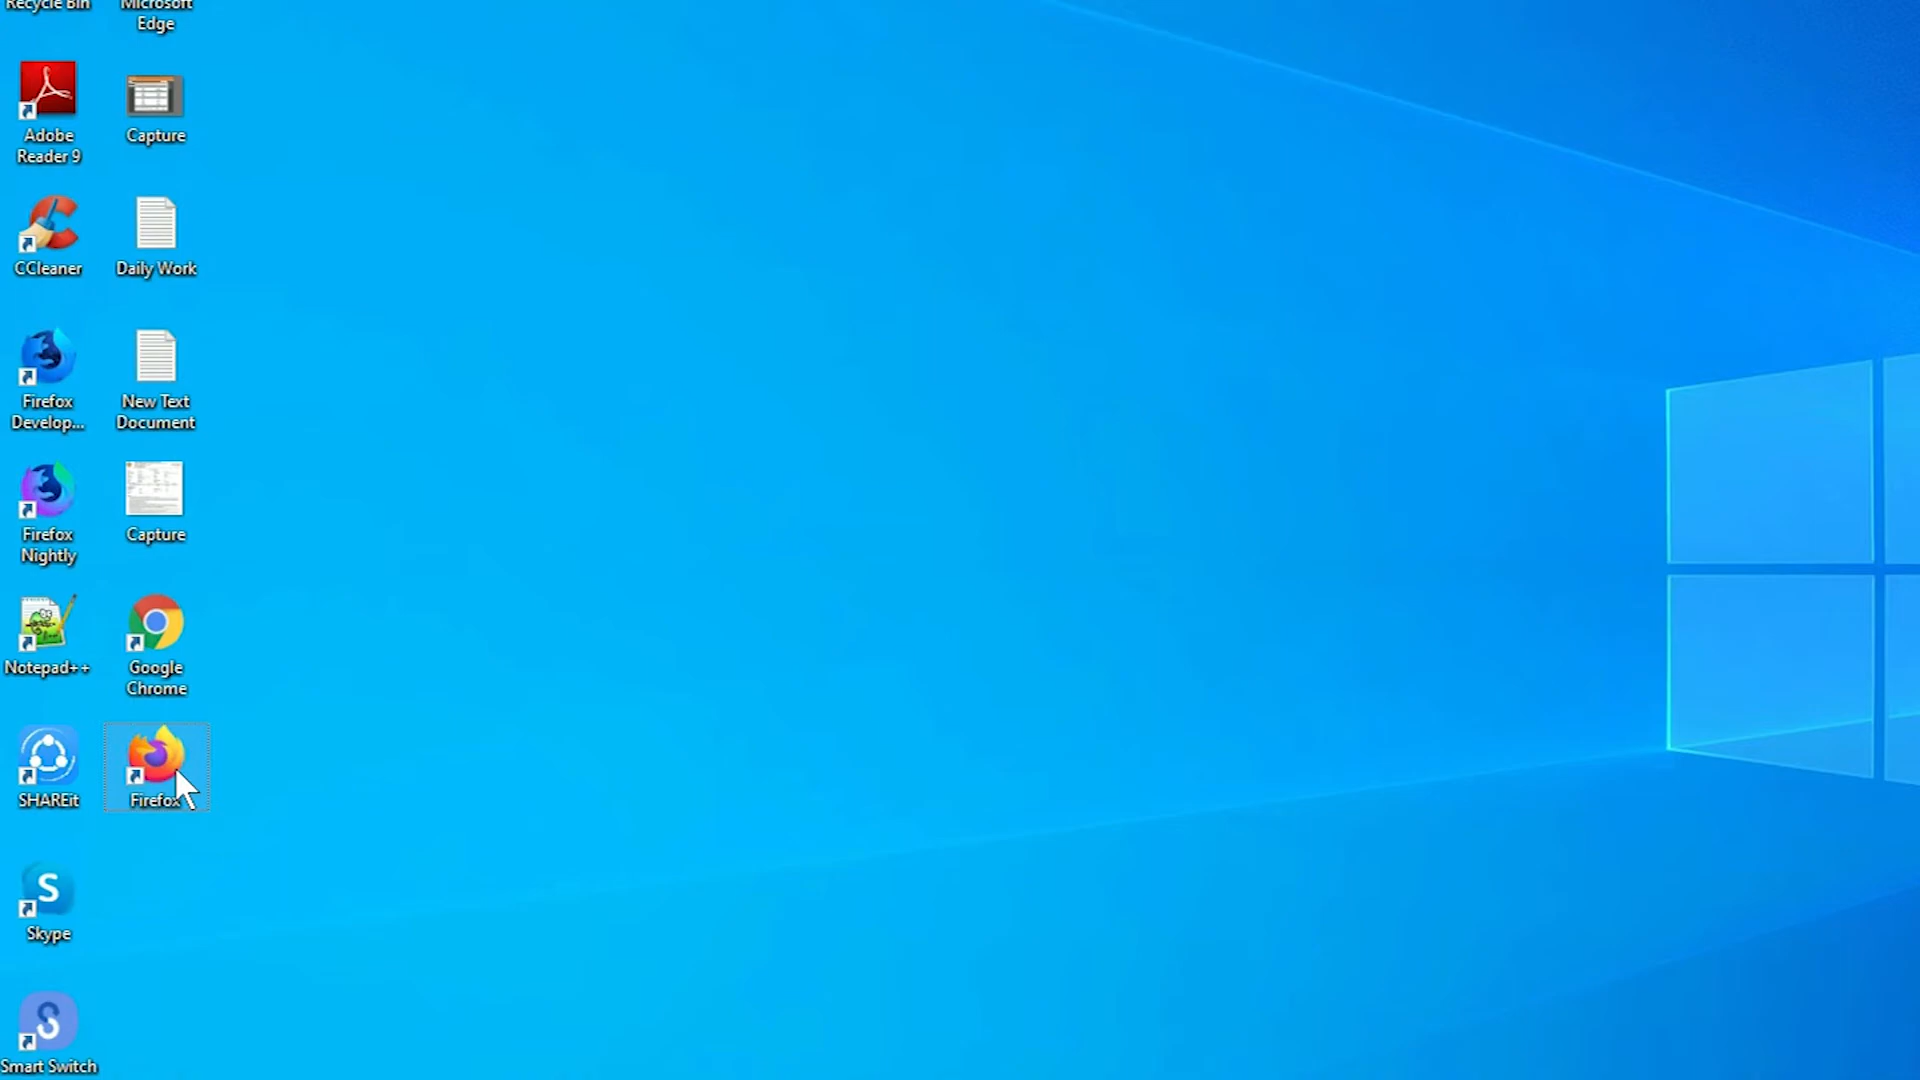 Recycle Bin
Microsoft
Edge
Adobe
Reader 9
Capture
CCleaner
Daily Work
Firefox
Develop...
New Text
Document
Firefox
Nightly
Capture
Notepad++
Google
Chrome
SHAREit
Firefox
Skype
Smart Switch